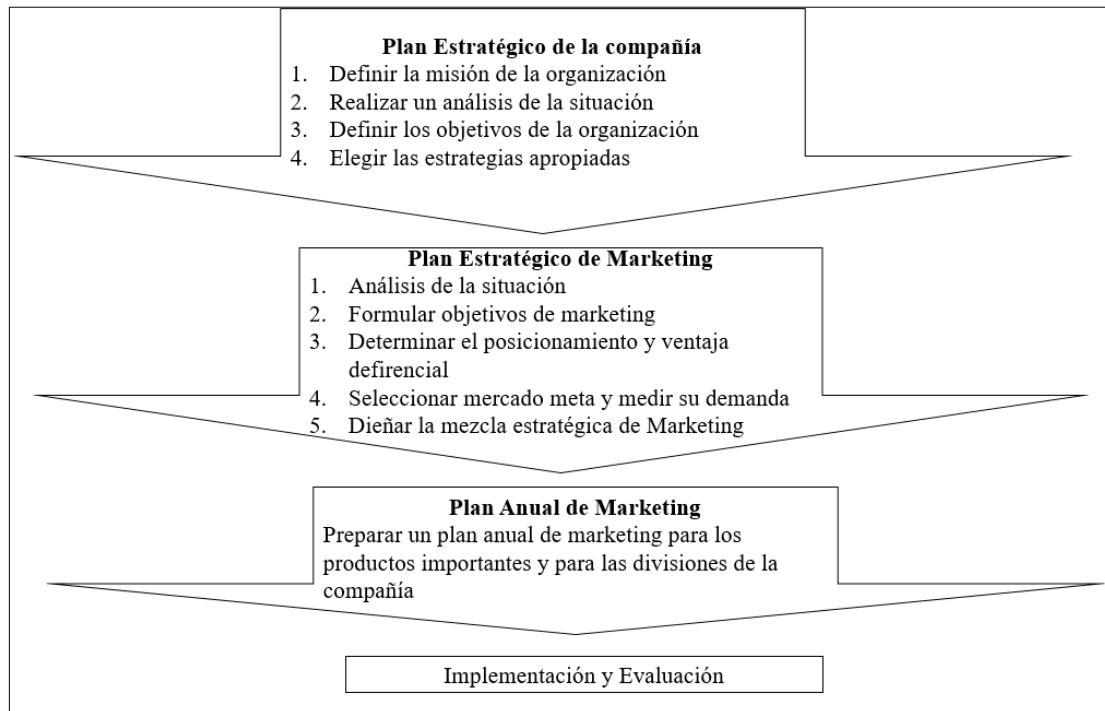 Plan Estratégico de la compañía
1. Definir la misión de la organización
2. Realizar un análisis de la situación
3. Definir los objetivos de la organización
4. Elegir las estrategias apropiadas
Plan Estratégico de Marketing
1. Análisis de la situación
2. Formular objetivos de marketing
3. Determinar el posicionamiento y ventaja
defirencial
4. Seleccionar mercado meta y medir su demanda
5. Dieñar la mezcla estratégica de Marketing
Plan Anual de Marketing
Preparar un plan anual de marketing para los
productos importantes y para las divisiones de la
compañía
Implementación y Evaluación